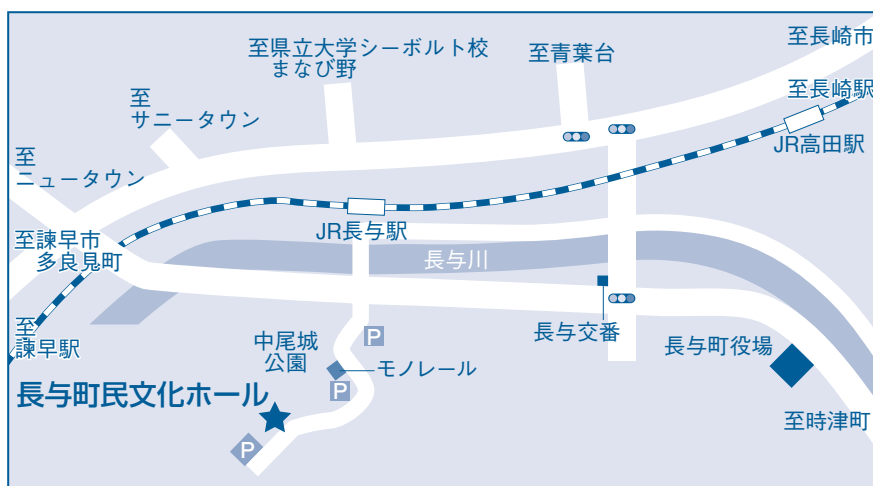 至長崎市
至県立大学シーボルト校
まなび野
至青葉台
至長崎駅
至
サニータウン
JR高田駅
至
ニュータウン
JR長与駅
至諫早市
多良見町
長与川
至
諫早駅
中尾城
公園
P
長与交番
長与町役場
モノレール
P
長与町民文化ホール
至時津町
P